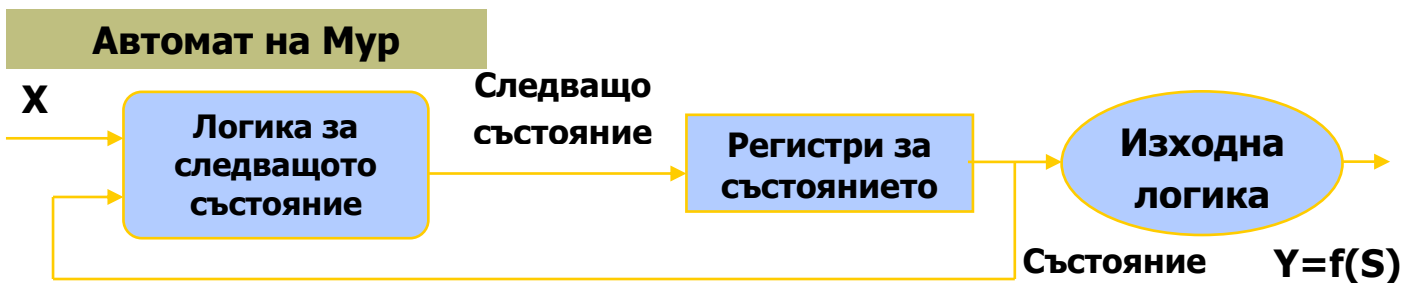 Автомат на Мур
X
Логика за
следващото
състояние
Следващо
състояние
Регистри за
състоянието
Изходна
логика
Състояние
Y=f(S)